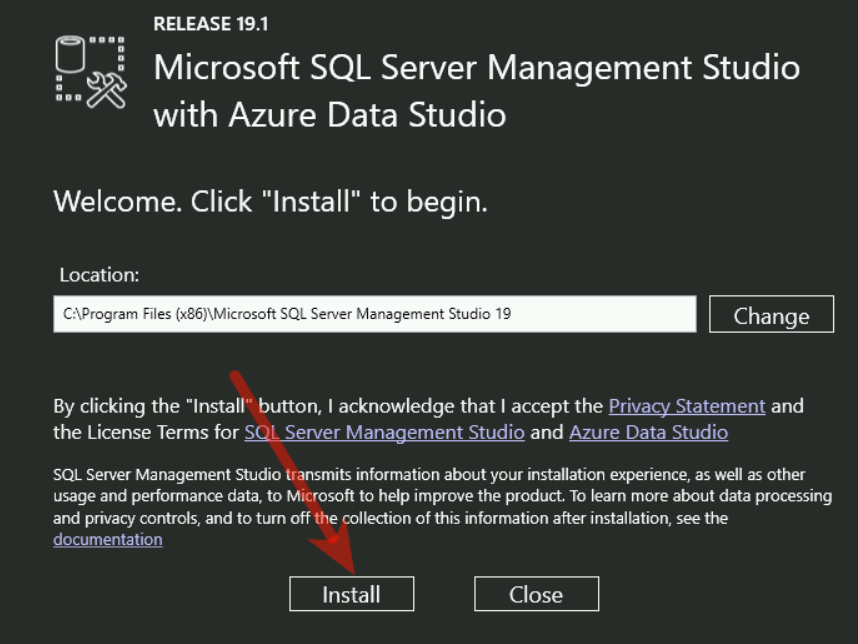 RELEASE 19.1
Microsoft SQL Server Management Studio
with Azure Data Studio
Welcome. Click "Install" to begin.
Location:
C:\Program Files (x86)\Microsoft SQL Server Management Studio 19
Change
By clicking the "Install" button, I acknowledge that I accept the Privacy Statement and
the License Terms for SQL Server Management Studio and Azure Data Studio
SQL Server Management Studio transmits information about your installation experience, as well as other
usage and performance data, to Microsoft to help improve the product. To learn more about data processing
and privacy controls, and to turn off the collection of this information after installation, see the
documentation
Install
Close